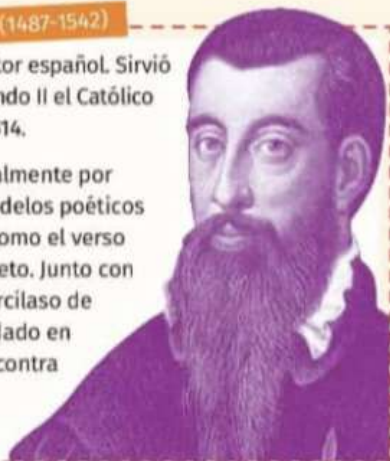 (1487-1542)
tor español. Sirvió
ndo II el Católico
14.
lmente por
delos poéticos
omo el verso
eto. Junto con
rcilaso de
lado en
contra